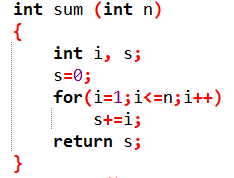 int sum (int n)
{
    int i, s;
    s=0;
    for(i=1;i<=n;i++)
        s+=i;
    return s;
}